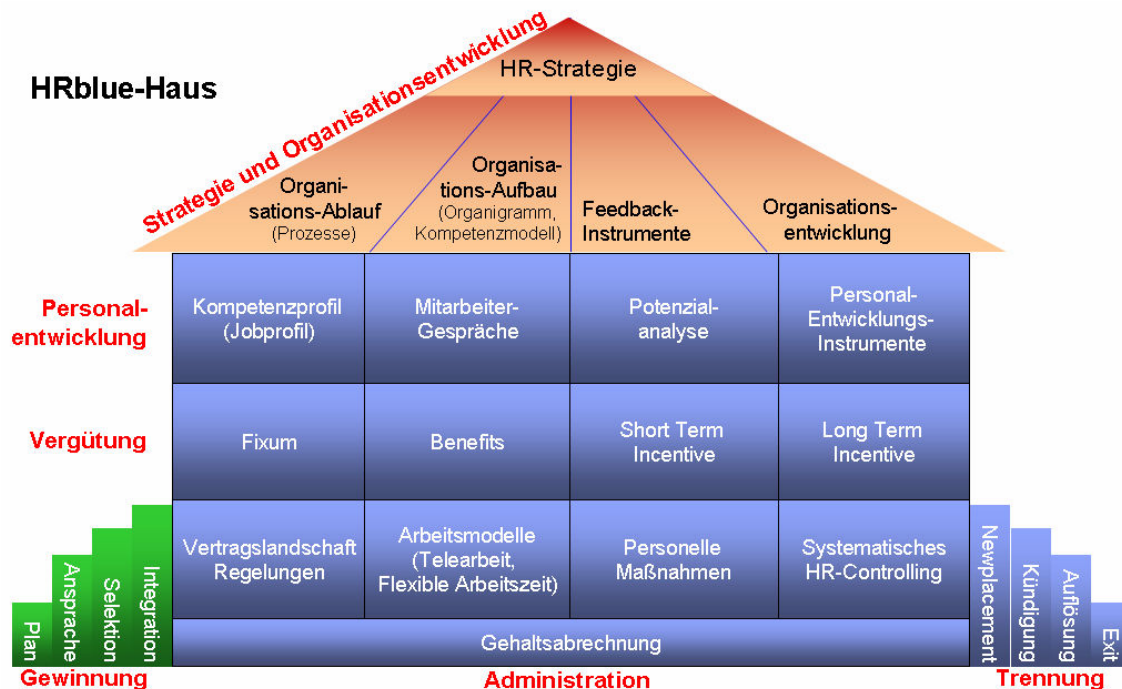 HRblue-Haus
Strategie und Organisationsentwicklung
HR-Strategie
Organi-
sations-Ablauf
(Prozesse)
Organisa-
tions-Aufbau
(Organigramm,
Kompetenzmodell)
Feedback-
Instrumente
Organisations-
entwicklung
Personal-
entwicklung
Kompetenzprofil
(Jobprofil)
Mitarbeiter-
Gespräche
Potenzial-
analyse
Personal-
Entwicklungs-
Instrumente
Vergütung
Fixum
Benefits
Short Term
Incentive
Long Term
Incentive
Vertragslandschaft
Regelungen
Arbeitsmodelle
(Telearbeit,
Flexible Arbeitszeit)
Personelle
Maßnahmen
Systematisches
HR-Controlling
Plan
Ansprache
Selektion
Integration
Gehaltsabrechnung
Newplacement
Kündigung
Auflösung
Exit
Gewinnung
Administration
Trennung